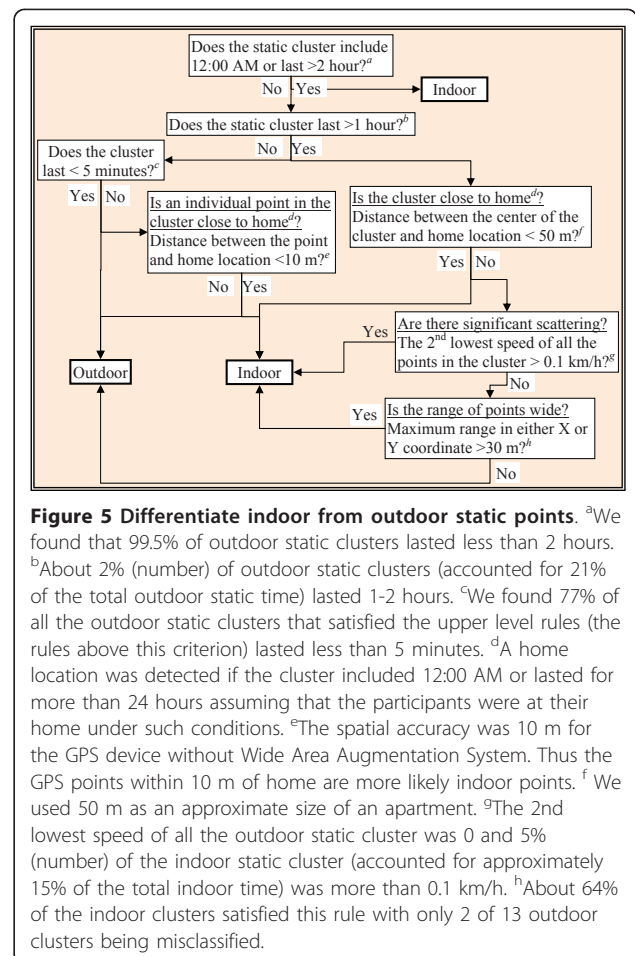 Does the static cluster include
12:00 AM or last >2 hour?a
No Yes
Indoor
Does the static cluster last >1 hour?b
No Yes
Does the cluster
last < 5 minutes?c
Yes No
Is an individual point in the
cluster close to homed?
Distance between the point
and home location <10 m?e
No Yes
Is the cluster close to homed?
Distance between the center of the
cluster and home location < 50 m?f
Yes No
Are there significant scattering?
The 2nd lowest speed of all the
points in the cluster > 0.1 km/h?g
Yes
No
Outdoor
Indoor
Is the range of points wide?
Maximum range in either X or
Y coordinate >30 m?h
Yes
No
Figure 5 Differentiate indoor from outdoor static points. aWe
found that 99.5% of outdoor static clusters lasted less than 2 hours.
bAbout 2% (number) of outdoor static clusters (accounted for 21%
of the total outdoor static time) lasted 1-2 hours. cWe found 77% of
all the outdoor static clusters that satisfied the upper level rules (the
rules above this criterion) lasted less than 5 minutes. dA home
location was detected if the cluster included 12:00 AM or lasted for
more than 24 hours assuming that the participants were at their
home under such conditions. eThe spatial accuracy was 10 m for
the GPS device without Wide Area Augmentation System. Thus the
GPS points within 10 m of home are more likely indoor points. f We
used 50 m as an approximate size of an apartment. gThe 2nd
lowest speed of all the outdoor static cluster was 0 and 5%
(number) of the indoor static cluster (accounted for approximately
15% of the total indoor time) was more than 0.1 km/h. hAbout 64%
of the indoor clusters satisfied this rule with only 2 of 13 outdoor
clusters being misclassified.